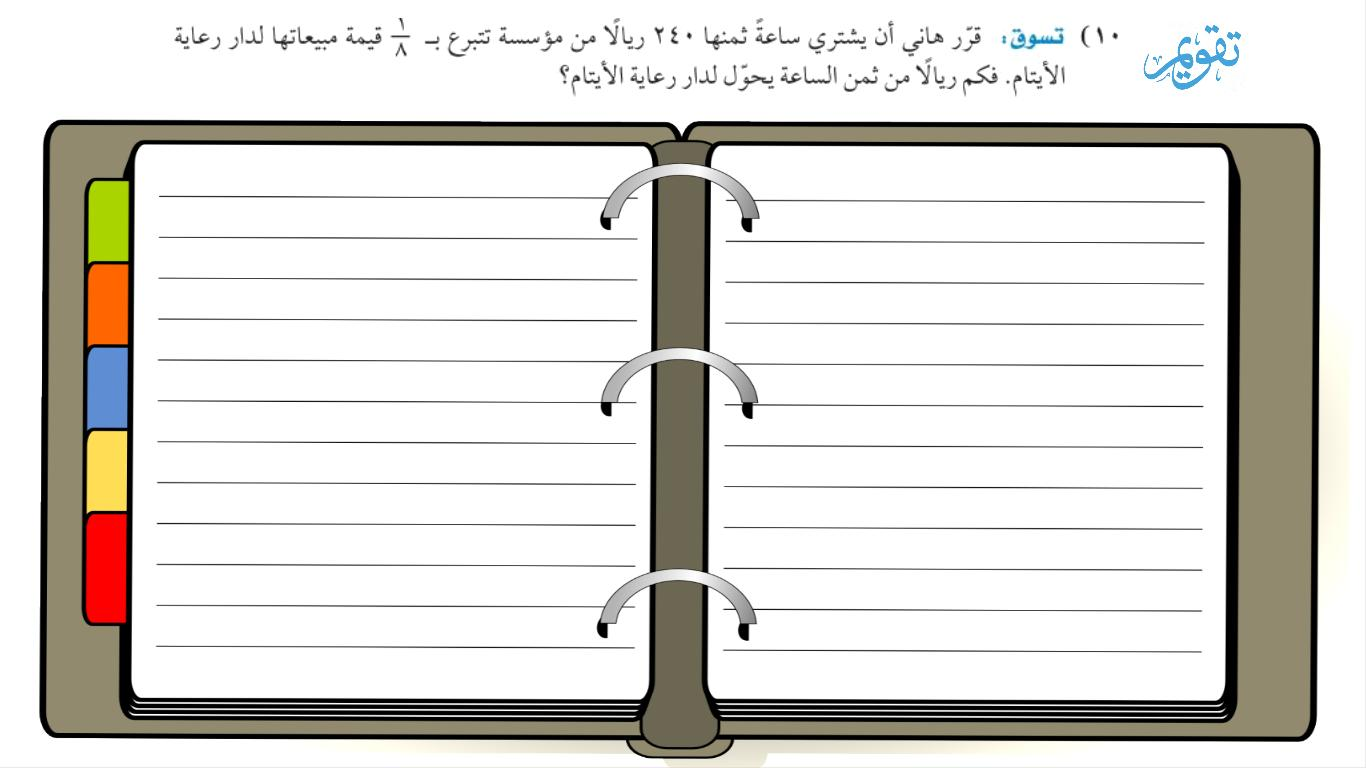 تقويم
١٠) تسوق: قرّر هاني أن يشتري ساعةً ثمنها ٢٤٠ ريالًا من مؤسسة تتبرع بـ ١/٨ قيمة مبيعاتها لدار رعاية
الأيتام. فكم ريالًا من ثمن الساعة يحوّل لدار رعاية الأيتام؟